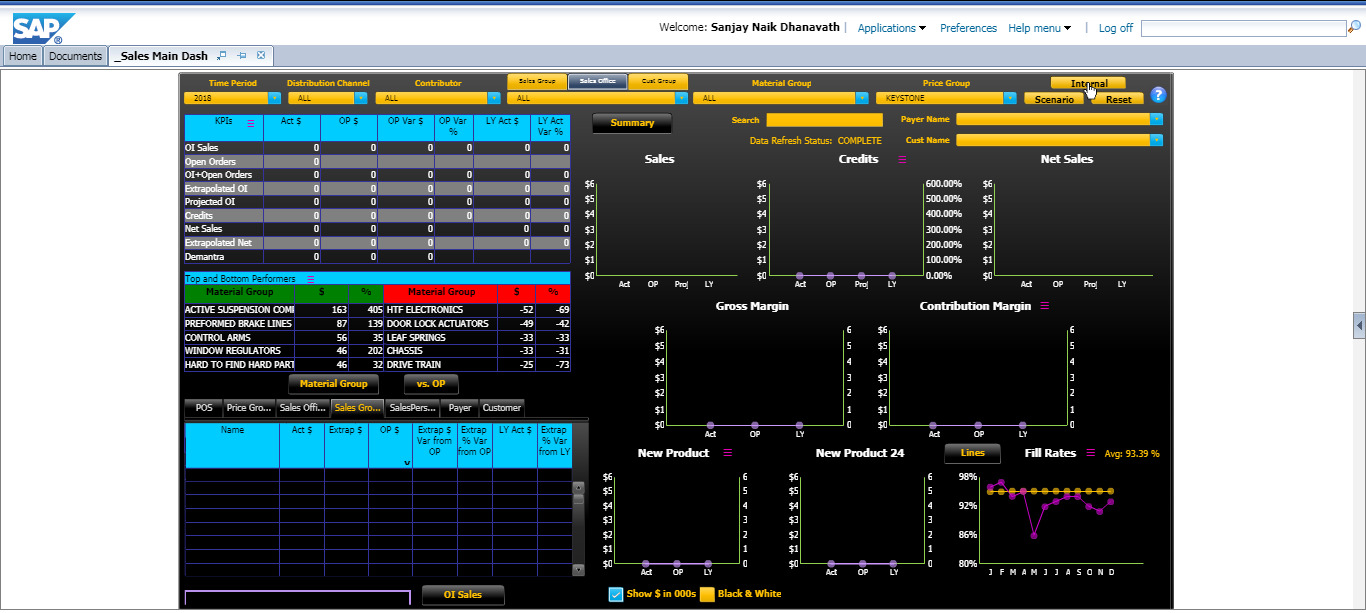 SAP ®
Welcome: Sanjay Naik Dhanavath | Applications Preferences Help menu | Log off
Home Documents _Sales Main Dash
Time Period Distribution Channel Contributor Sales Group Sales Office Cust Group Material Group Price Group Internal
2018 ALL ALL ALL ALL KEYSTONE Scenario Reset ?
KPIs Act $ OP $ OP Var $ OP Var % LY Act $ LY Act Var %
OI Sales 0 0 0 0 0 0
Open Orders 0
OI+Open Orders 0 0 0 0 0 0
Extrapolated OI 0 0 0 0 0 0
Projected OI 0 0 0 0 0 0
Credits 0 0 0 0 0 0
Net Sales 0 0 0 0 0
Extrapolated Net 0 0 0 0 0
Demantra 0 0 0
Summary
Search
Payer Name
Data Refresh Status: COMPLETE
Cust Name
Sales
$6
$5
$4
$3
$2
$1
$0
Act OP Proj LY
Credits
$6 600.00%
$5 500.00%
$4 400.00%
$3 300.00%
$2 200.00%
$1 100.00%
$0 0.00%
Act OP Proj LY
Net Sales
$6
$5
$4
$3
$2
$1
$0
Act OP Proj LY
Top and Bottom Performers
Material Group $ % Material Group $ %
ACTIVE SUSPENSION COM 163 405 HTF ELECTRONICS -52 -69
PREFORMED BRAKE LINES 87 139 DOOR LOCK ACTUATORS -49 -42
CONTROL ARMS 56 35 LEAF SPRINGS -33 -33
WINDOW REGULATORS 46 202 CHASSIS -33 -31
HARD TO FIND HARD PART 46 32 DRIVE TRAIN -25 -73
Material Group vs. OP
Gross Margin
$6 6
$5 5
$4 4
$3 3
$2 2
$1 1
$0 0
Act OP LY
Contribution Margin
$6 6
$5 5
$4 4
$3 3
$2 2
$1 1
$0 0
Act OP LY
POS Price Gro... Sales Offi... Sales Gro... SalesPers... Payer Customer
Name Act $ Extrap $ OP $ Extrap $ Var from OP Extrap % Var from OP LY Act $ Extrap % Var from LY
New Product
$6 6
$5 5
$4 4
$3 3
$2 2
$1 1
$0 0
Act OP LY
New Product 24
$6 6
$5 5
$4 4
$3 3
$2 2
$1 1
$0 0
Act OP LY
Lines
Fill Rates Avg: 93.39 %
98%
92%
86%
80%
J F M A M J J A S O N D
OI Sales
Show $ in 000s Black & White